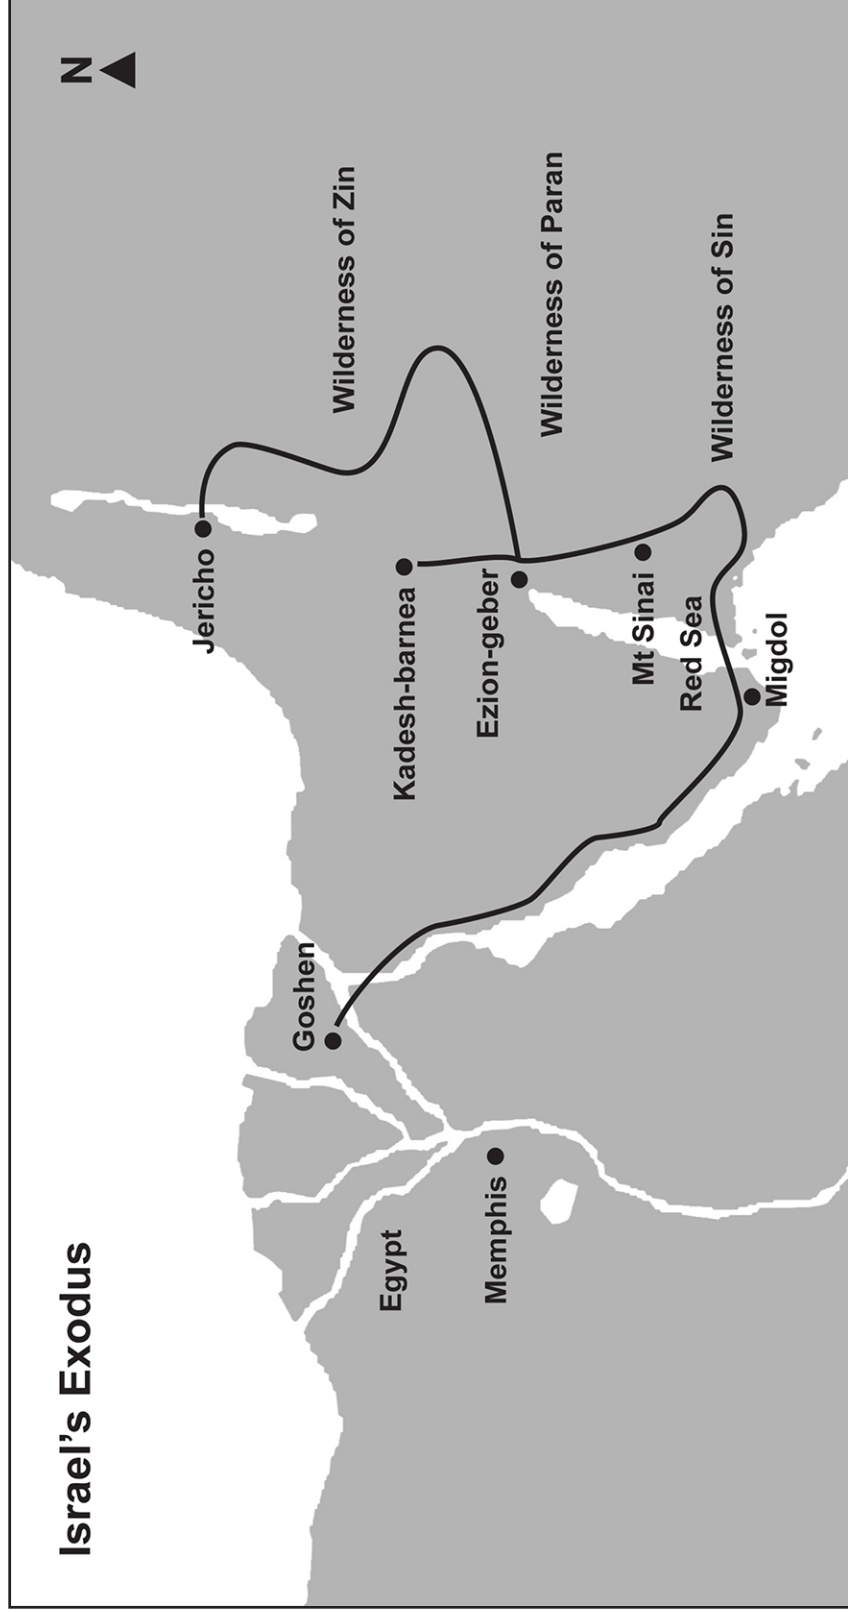 Israel’s Exodus
N
Jericho
Wilderness of Zin
Goshen
Kadesh-barnea
Egypt
Ezion-geber
Memphis
Wilderness of Paran
Mt Sinai
Red Sea
Wilderness of Sin
Migdol